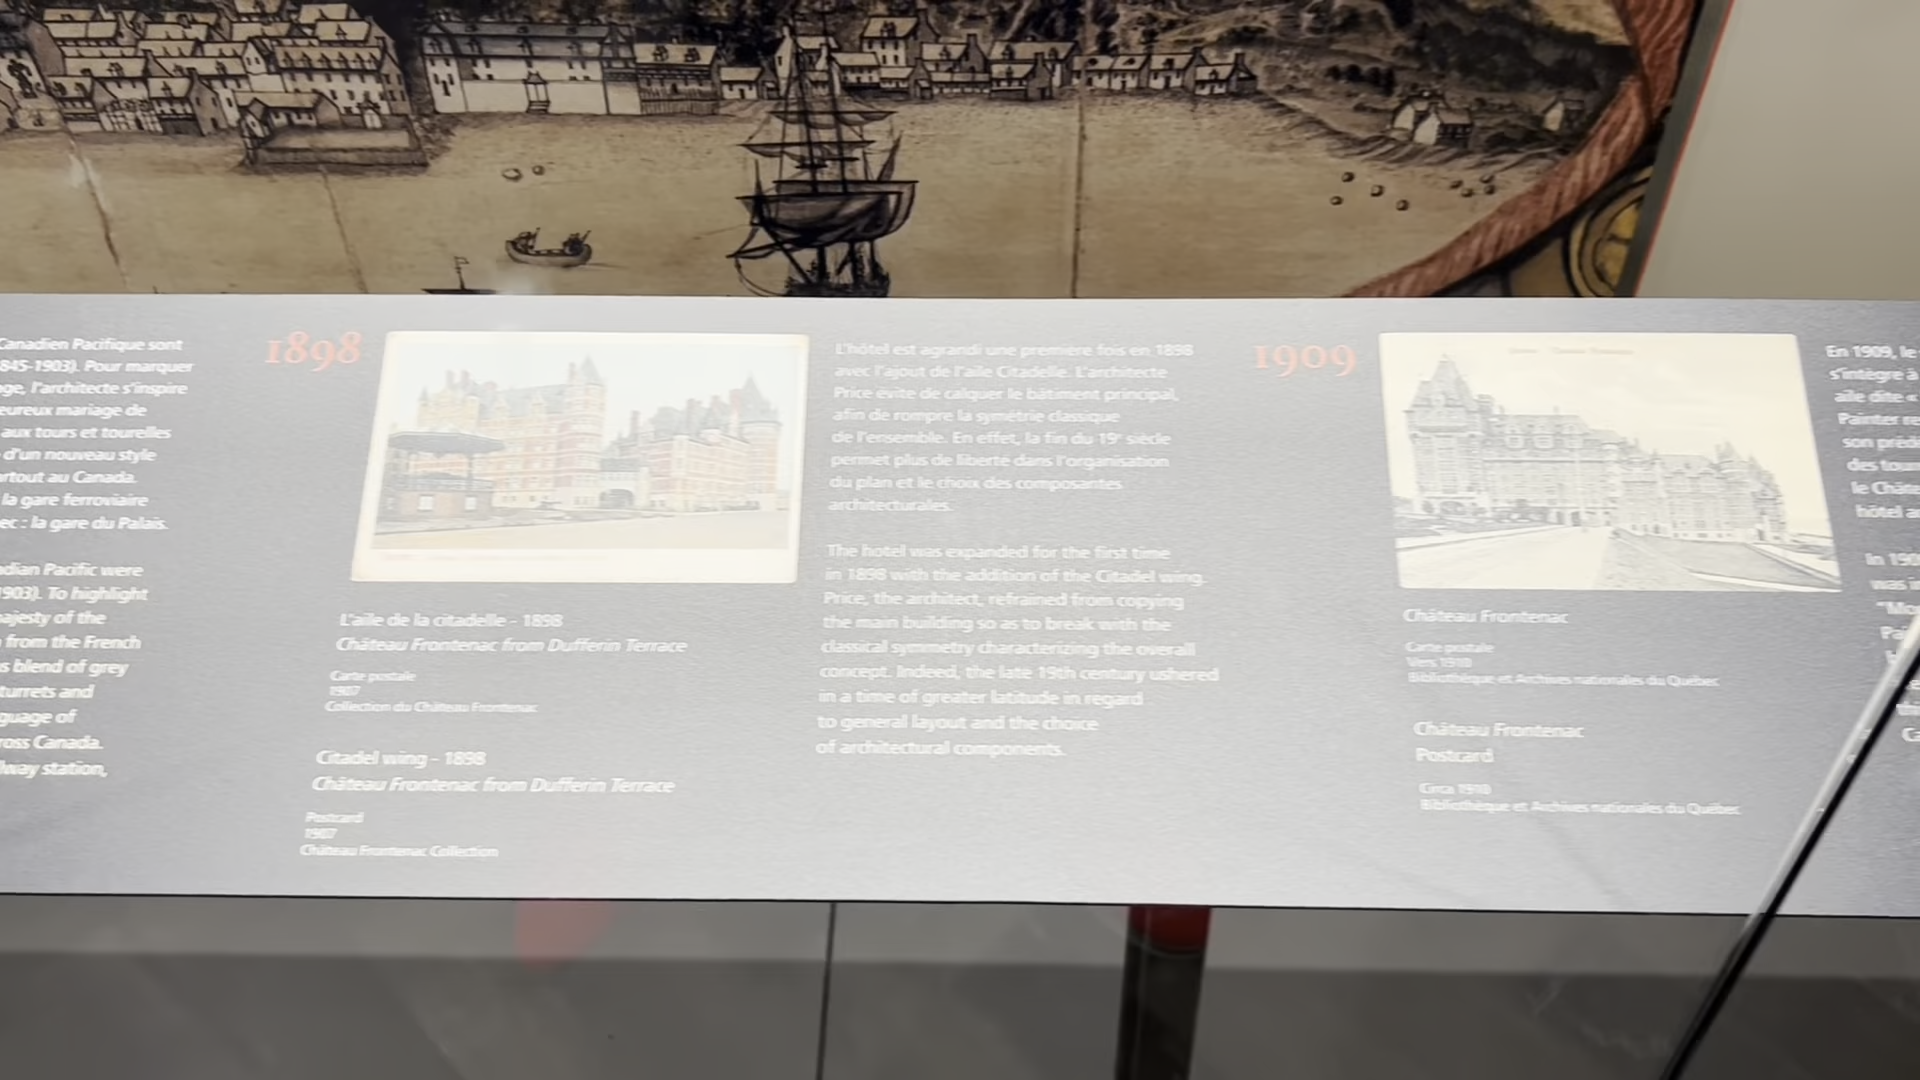 Canadien Pacifique sont
845-1903). Pour marquer
ge, l'architecte s'inspire
eureux mariage de
aux tours et tourelles
d'un nouveau style
rtout au Canada.
la gare ferroviaire
ec : la gare du Palais.
dian Pacific were
1903). To highlight
ajesty of the
from the French
s blend of grey
turrets and
guage of
ross Canada.
lway station,
1898
L'aile de la citadelle - 1898
Château Frontenac from Dufferin Terrace
Carte postale
1907
Collection du Château Frontenac
Citadel wing - 1898
Château Frontenac from Dufferin Terrace
Postcard
1907
Château Frontenac Collection
L'hôtel est agrandi une première fois en 1898
avec l'ajout de l'aile Citadelle. L'architecte
Price évite de calquer le bâtiment principal,
afin de rompre la symétrie classique
de l'ensemble. En effet, la fin du 19e siècle
permet plus de liberté dans l'organisation
du plan et le choix des composantes
architecturales.
The hotel was expanded for the first time
in 1898 with the addition of the Citadel wing.
Price, the architect, refrained from copying
the main building so as to break with the
classical symmetry characterizing the overall
concept. Indeed, the late 19th century ushered
in a time of greater latitude in regard
to general layout and the choice
of architectural components.
1909
Château Frontenac
Carte postale
Vers 1910
Bibliothèque et Archives nationales du Québec
Château Frontenac
Postcard
Circa 1910
Bibliothèque et Archives nationales du Québec
En 1909, le
s'intègre à
aile dite «
Painter re
son préd
des tour
le Châte
hôtel a
In 190
was i
"Mo
Pa